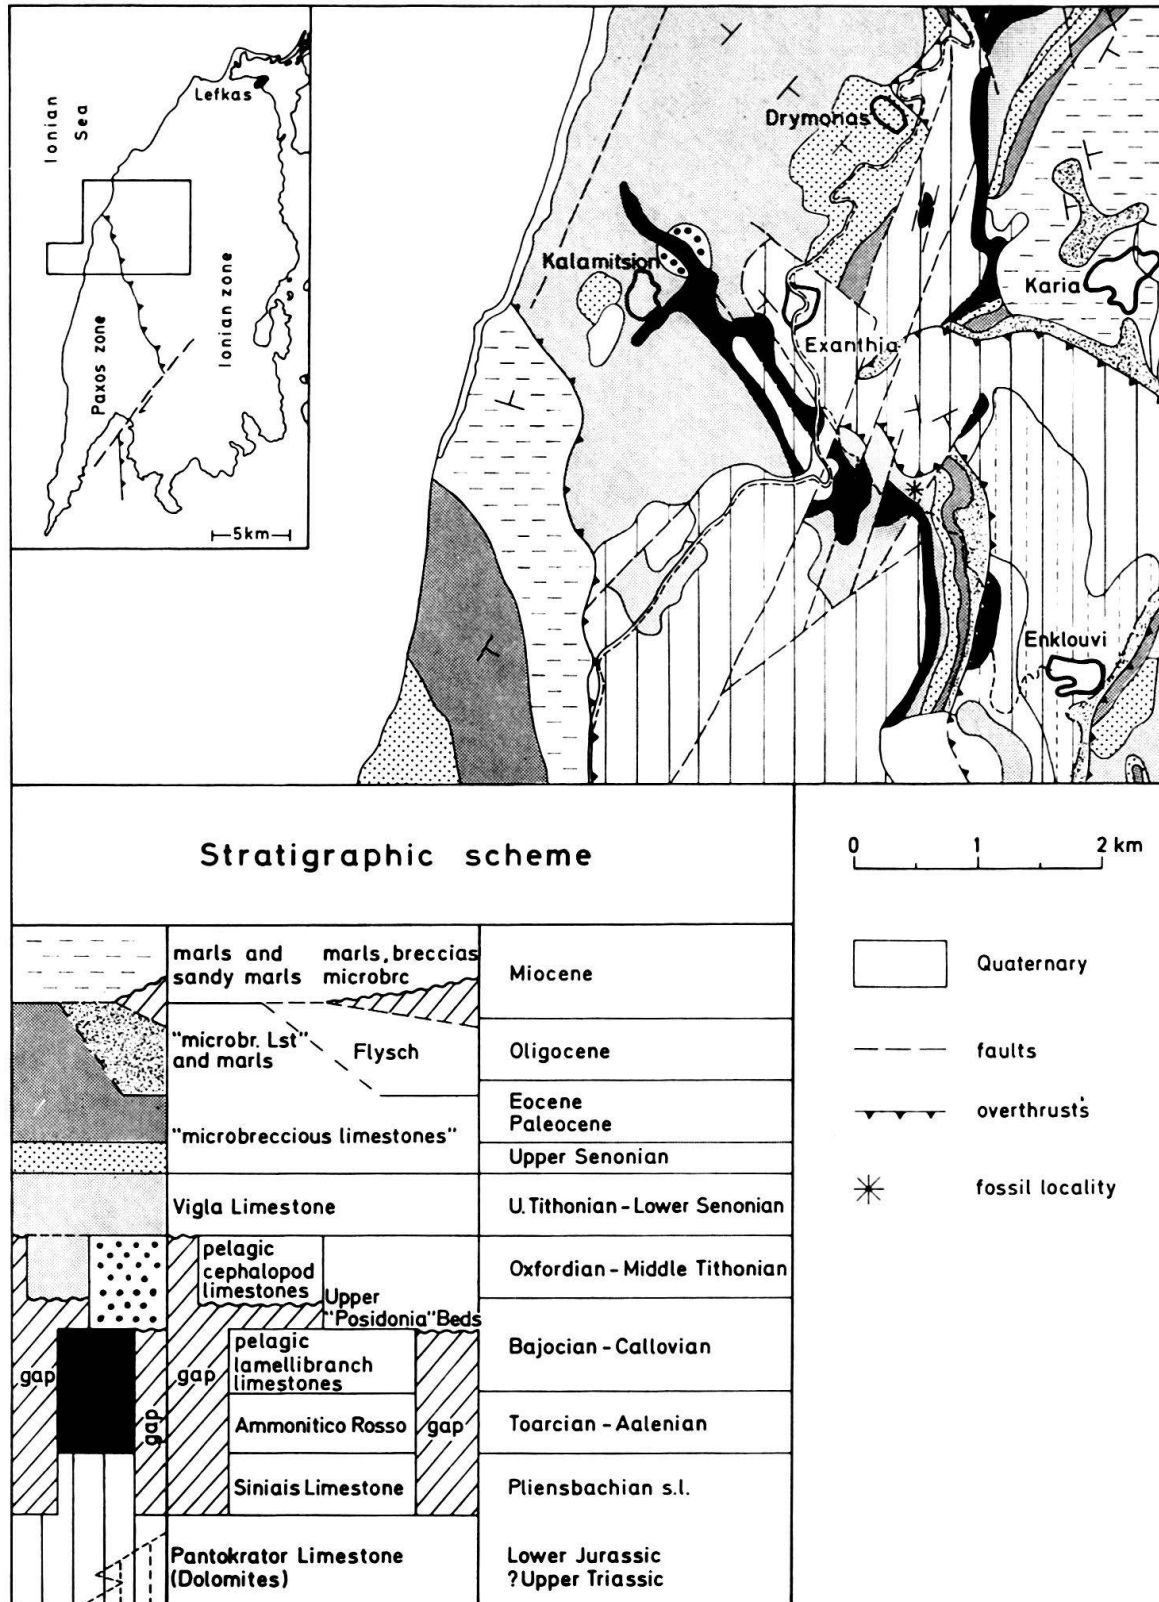 Lefkas
Ionian
Sea
Ionian zone
Paxos zone
5km
Drymonas
Kalamitsion
Karia
Exanthia
Enklouvi
Stratigraphic scheme
0 1 2 km
marls and
sandy marls
marls, breccias
microbrc
Miocene
"microbr. Lst"
and marls
Flysch
Oligocene
Eocene
Paleocene
"microbreccious limestones"
Upper Senonian
Vigla Limestone
U.Tithonian-Lower Senonian
pelagic
cephalopod
limestones
Oxfordian-Middle Tithonian
Upper
"Posidonia"Beds
pelagic
lamellibranch
limestones
Bajocian-Callovian
gap
gap
gap
gap
Ammonitico Rosso
Toarcian-Aalenian
Siniais Limestone
Pliensbachian s.l.
Pantokrator Limestone
(Dolomites)
Lower Jurassic
?Upper Triassic
Quaternary
faults
overthrusts
fossil locality